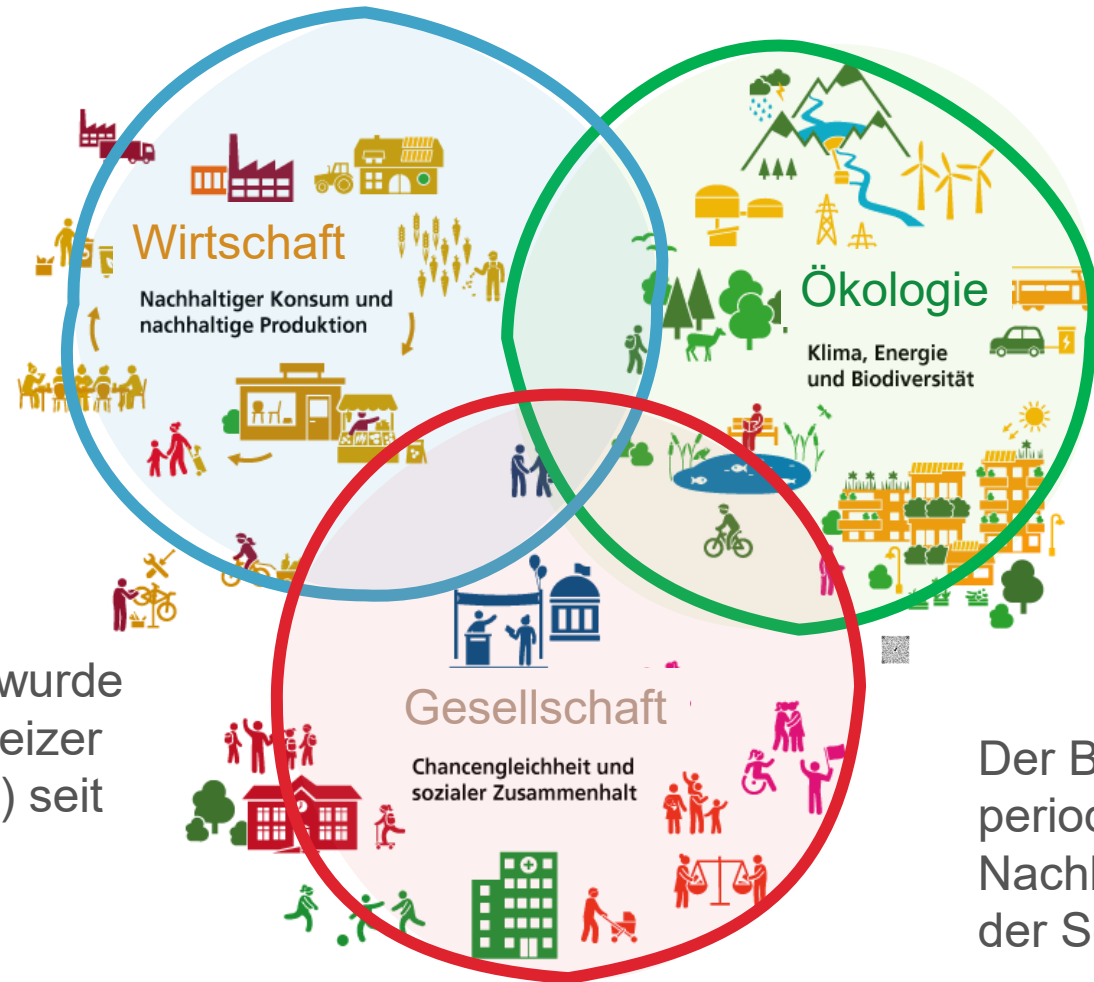 Wirtschaft
Nachhaltiger Konsum und
nachhaltige Produktion
Ökologie
Klima, Energie
und Biodiversität
Gesellschaft
Chancengleichheit und
sozialer Zusammenhalt
wurde
eizer
) seit
Der B
period
Nachl
der S